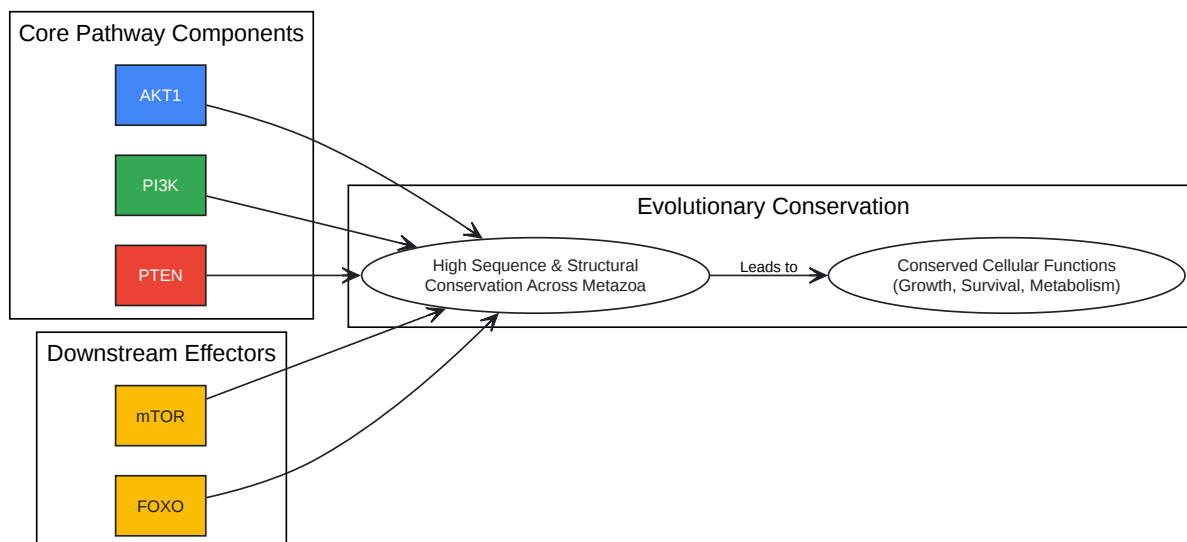 Core Pathway Components
AKT1
PI3K
PTEN
Evolutionary Conservation
High Sequence & Structural
Conservation Across Metazoa
Leads to
Conserved Cellular Functions
(Growth, Survival, Metabolism)
Downstream Effectors
mTOR
FOXO